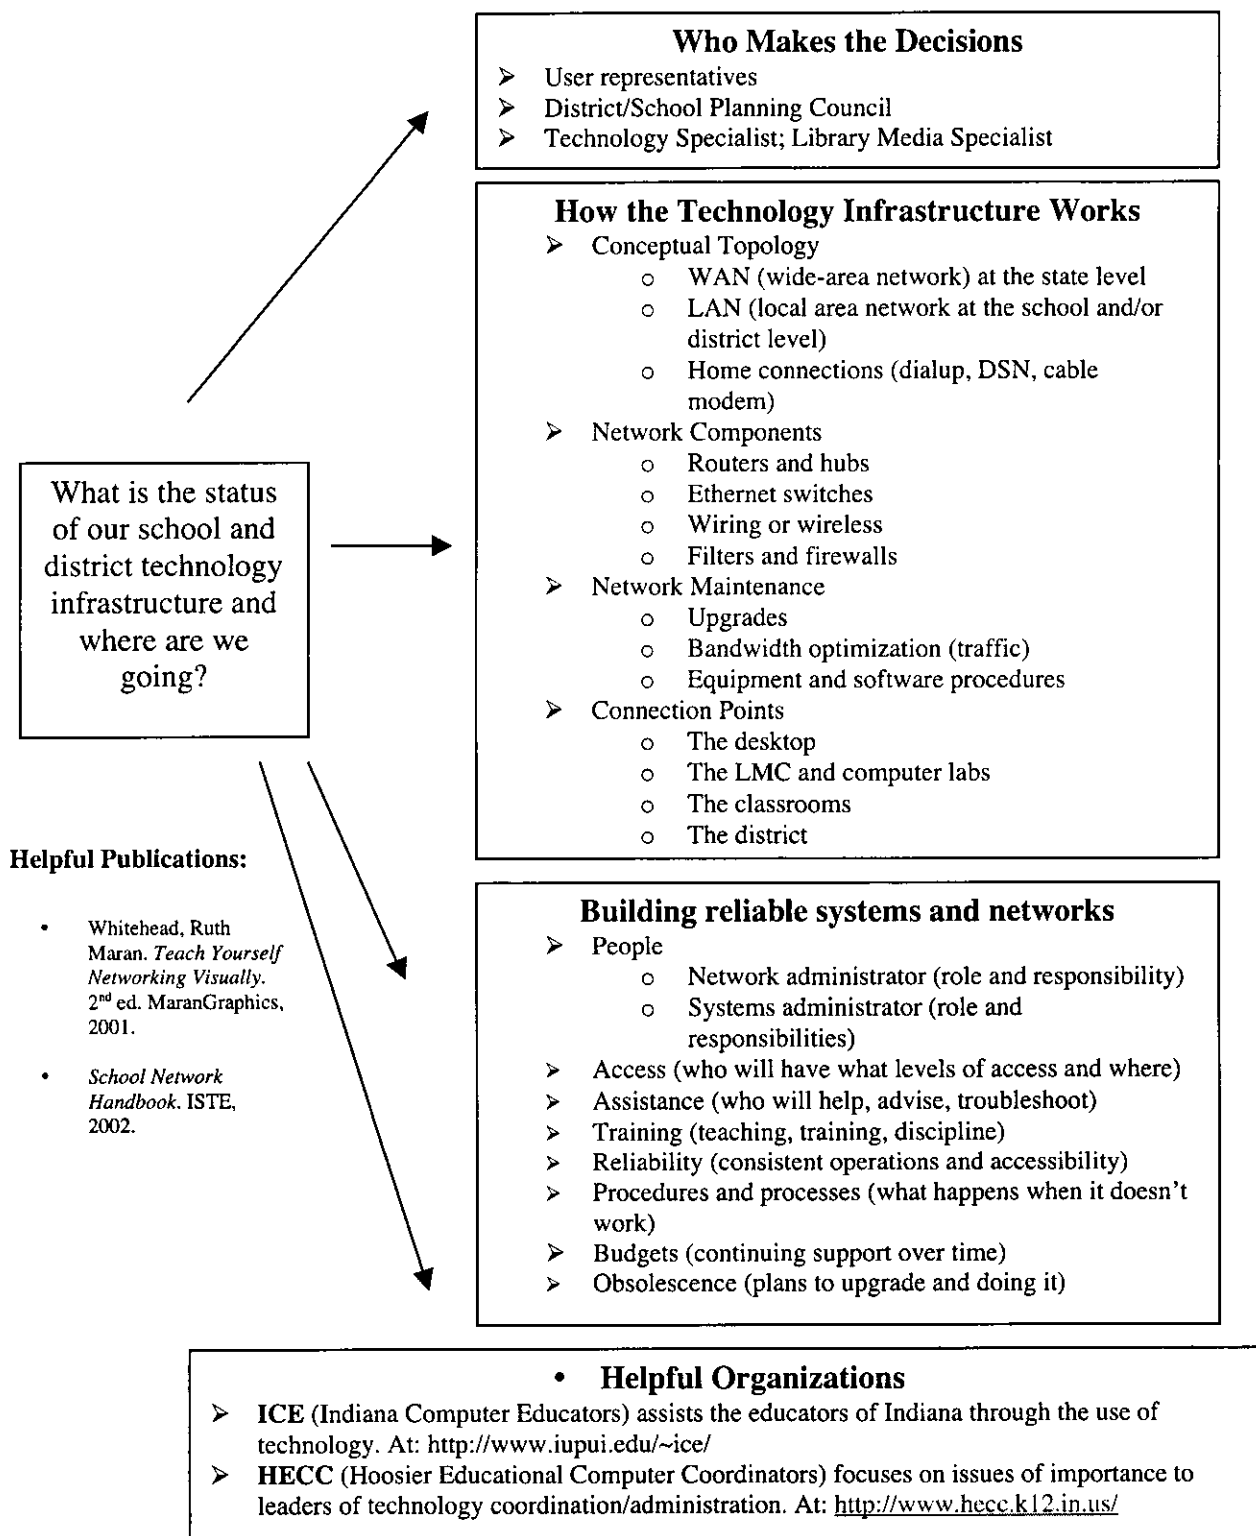 Who Makes the Decisions
➢ User representatives
➢ District/School Planning Council
➢ Technology Specialist; Library Media Specialist
How the Technology Infrastructure Works
➢ Conceptual Topology
o WAN (wide-area network) at the state level
o LAN (local area network at the school and/or
district level)
o Home connections (dialup, DSN, cable
modem)
➢ Network Components
o Routers and hubs
o Ethernet switches
o Wiring or wireless
o Filters and firewalls
➢ Network Maintenance
o Upgrades
o Bandwidth optimization (traffic)
o Equipment and software procedures
➢ Connection Points
o The desktop
o The LMC and computer labs
o The classrooms
o The district
What is the status
of our school and
district technology
infrastructure and
where are we
going?
Helpful Publications:
• Whitehead, Ruth
Maran. Teach Yourself
Networking Visually.
2nd ed. MaranGraphics,
2001.
• School Network
Handbook. ISTE,
2002.
Building reliable systems and networks
➢ People
o Network administrator (role and responsibility)
o Systems administrator (role and
responsibilities)
➢ Access (who will have what levels of access and where)
➢ Assistance (who will help, advise, troubleshoot)
➢ Training (teaching, training, discipline)
➢ Reliability (consistent operations and accessibility)
➢ Procedures and processes (what happens when it doesn't
work)
➢ Budgets (continuing support over time)
➢ Obsolescence (plans to upgrade and doing it)
• Helpful Organizations
➢ ICE (Indiana Computer Educators) assists the educators of Indiana through the use of
technology. At: http://www.iupui.edu/~ice/
➢ HECC (Hoosier Educational Computer Coordinators) focuses on issues of importance to
leaders of technology coordination/administration. At: http://www.hecc.k12.in.us/